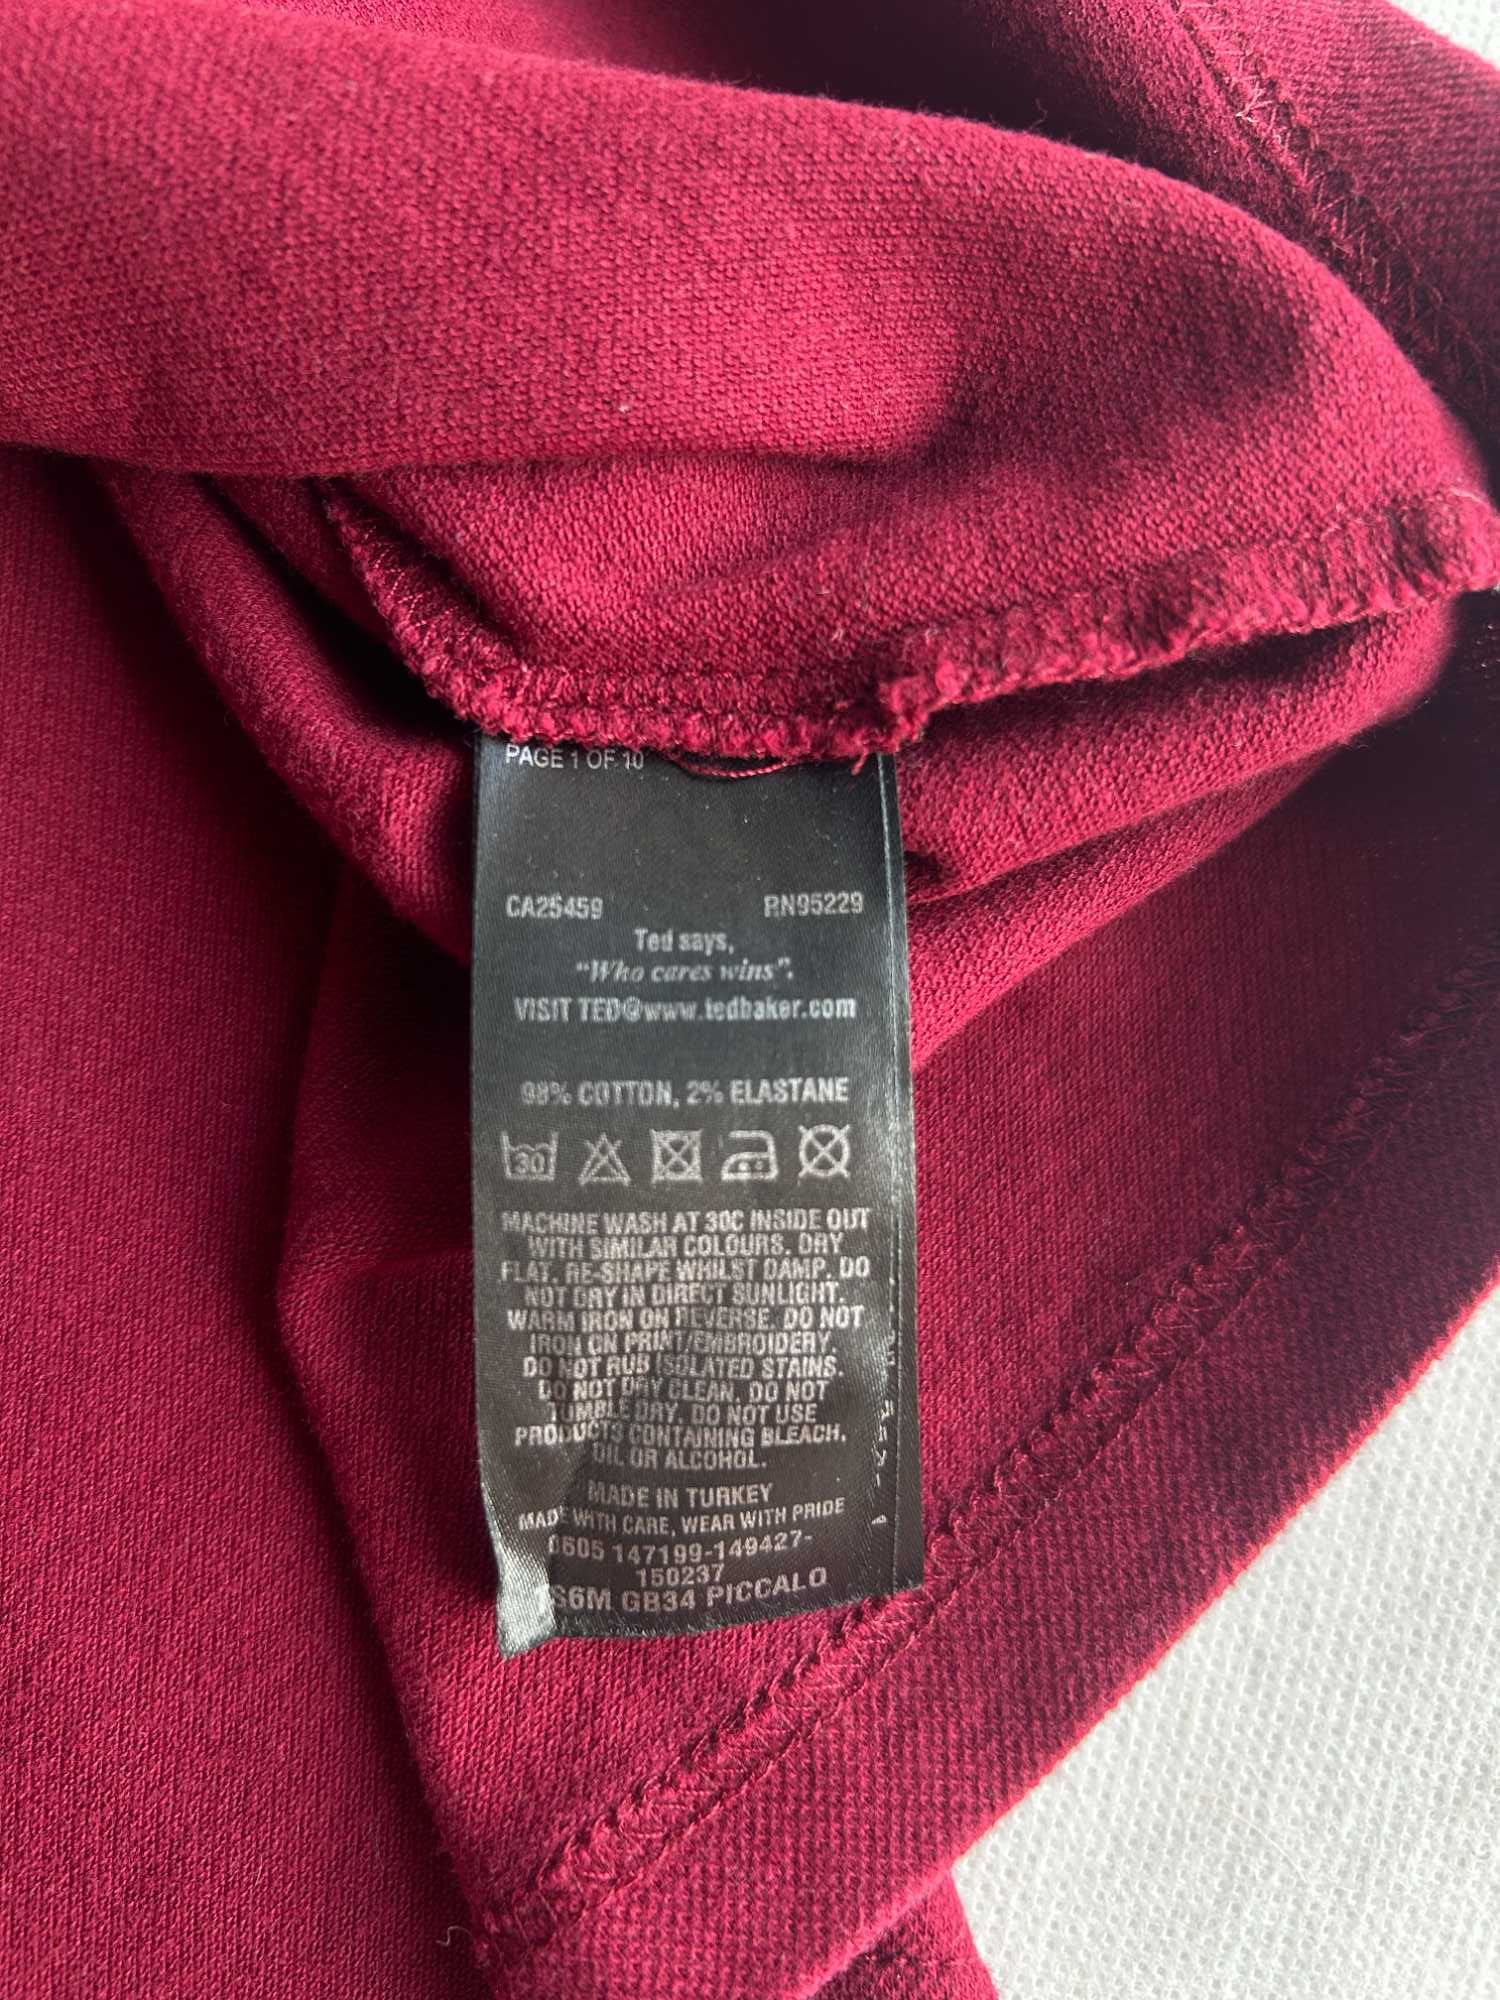 PAGE 1 OF 10
CA25459 RN95229
Ted says,
"Who cares wins".
VISIT TED@www.tedbaker.com
98% COTTON, 2% ELASTANE
30
MACHINE WASH AT 30C INSIDE OUT
WITH SIMILAR COLOURS. DRY
FLAT. RE-SHAPE WHILST DAMP. DO
NOT DRY IN DIRECT SUNLIGHT.
WARM IRON ON REVERSE. DO NOT
IRON ON PRINT/EMBROIDERY.
DO NOT RUB ISOLATED STAINS.
DO NOT DRY CLEAN. DO NOT
TUMBLE DRY. DO NOT USE
PRODUCTS CONTAINING BLEACH,
OIL OR ALCOHOL.
MADE IN TURKEY
MADE WITH CARE, WEAR WITH PRIDE
0605 147199-149427-
150237
S6M GB34 PICCALO